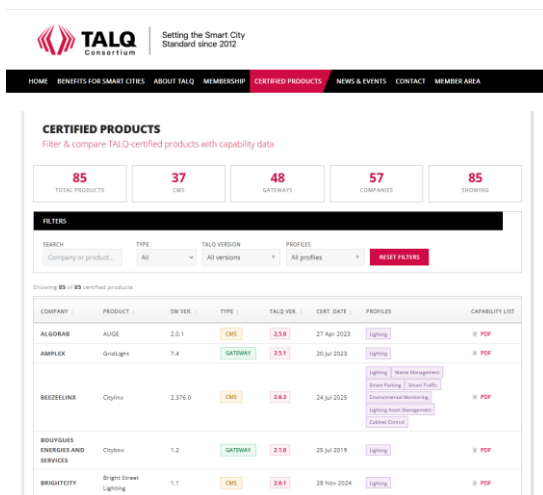 TALQ
Consortium
Setting the Smart City
Standard since 2012
HOME BENEFITS FOR SMART CITIES ABOUT TALQ MEMBERSHIP CERTIFIED PRODUCTS NEWS & EVENTS CONTACT MEMBER AREA
CERTIFIED PRODUCTS
Filter & compare TALQ-certified products with capability data
85 37 48 57 85
TOTAL PRODUCTS CMS GATEWAYS COMPANIES SHOWING
FILTERS
SEARCH TYPE TALQ VERSION PROFILES
Company or product... All All versions All profiles RESET FILTERS
Showing 85 of 85 certified products
COMPANY PRODUCT SW VER. TYPE TALQ VER. CERT. DATE PROFILES CAPABILITY LIST
ALGORAB AUGE 2.0.1 CMS 2.5.0 27 Apr 2023 Lighting PDF
AMPLEX GridLight 7.4 GATEWAY 2.5.1 20 Jul 2023 Lighting PDF
Lighting Waste Management
Smart Parking Smart Traffic
BEEZEELINX Citylinx 2.376.0 CMS 2.6.3 24 Jul 2025 Environmental Monitoring PDF
Lighting Asset Management
Cabinet Control
BOUYGUES
ENERGIES AND Citybox 1.2 GATEWAY 2.1.0 25 Jul 2019 Lighting PDF
SERVICES
BRIGHTCITY Bright Street 1.1 CMS 2.6.1 28 Nov 2024 Lighting PDF
Lighting